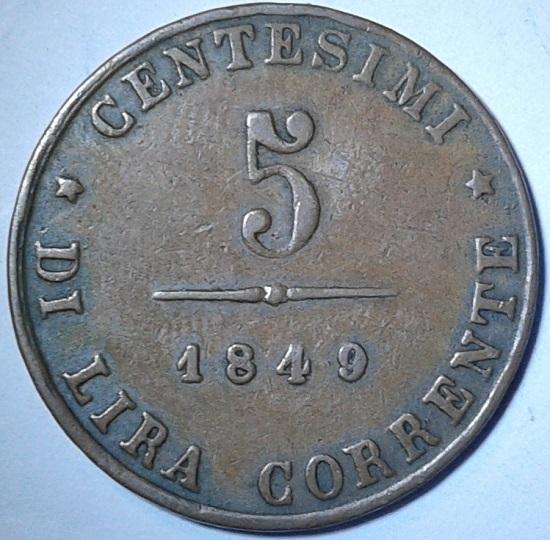 CENTESIMI
5
1849
DI LIRA CORRENTE